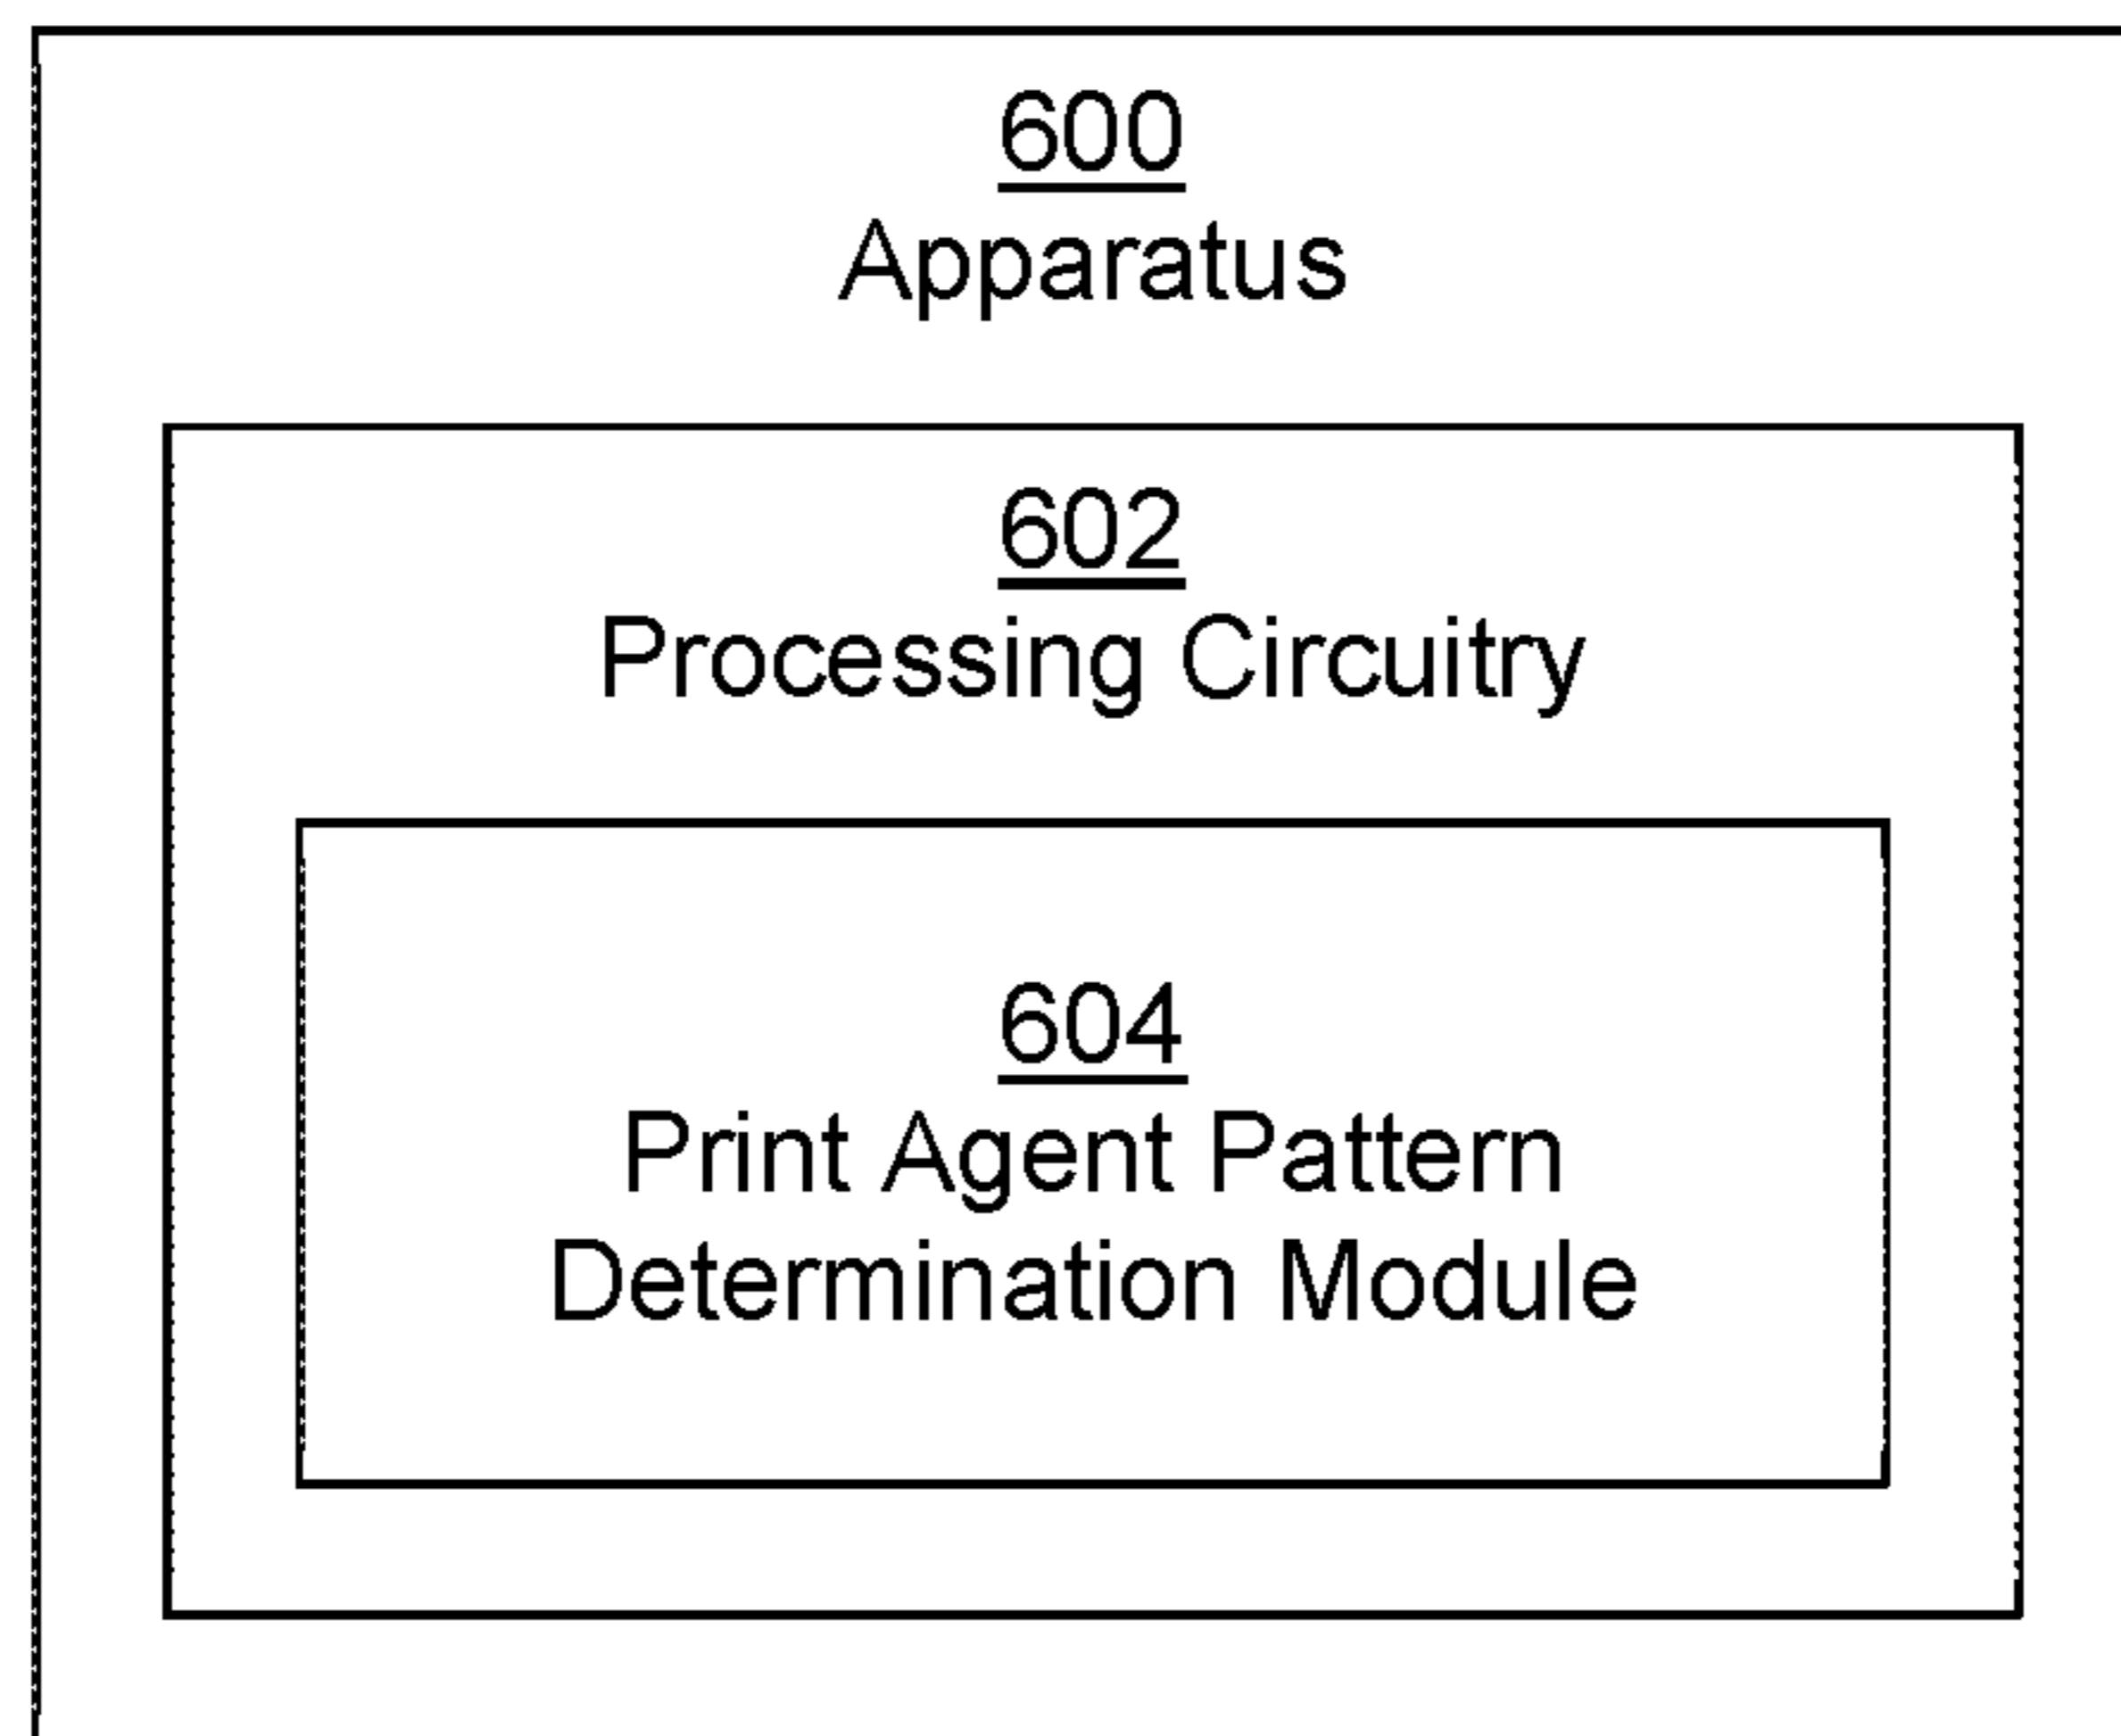 600
Apparatus
602
Processing Circuitry
604
Print Agent Pattern
Determination Module